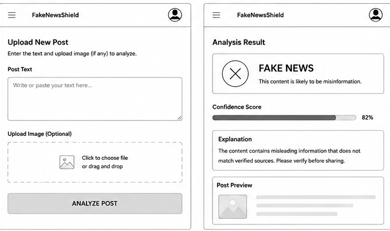 FakeNewsShield
Upload New Post
Enter the text and upload image (if any) to analyze.
Post Text
Write or paste your text here...
Upload Image (Optional)
Click to choose file
or drag and drop
ANALYZE POST
FakeNewsShield
Analysis Result
FAKE NEWS
This content is likely to be misinformation.
Confidence Score
82%
Explanation
The content contains misleading information that does
not match verified sources. Please verify before sharing.
Post Preview